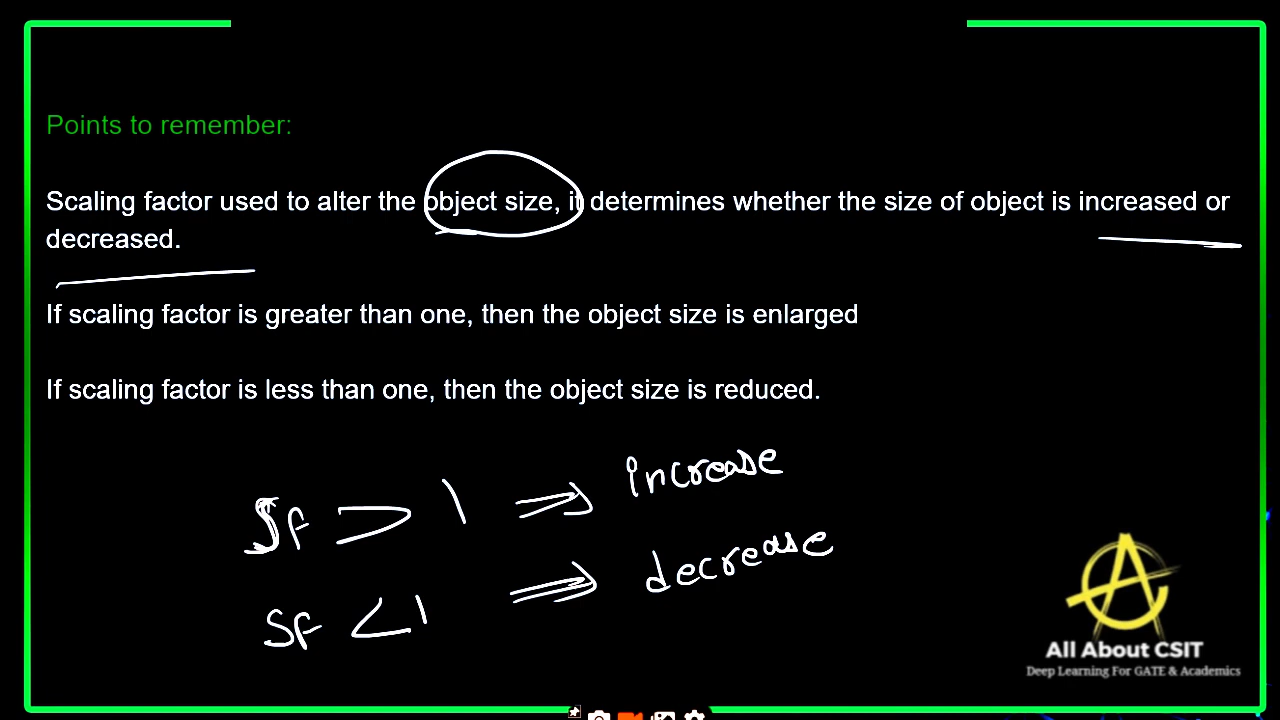 Points to remember:
Scaling factor used to alter the object size, it determines whether the size of object is increased or
decreased.
If scaling factor is greater than one, then the object size is enlarged
If scaling factor is less than one, then the object size is reduced.
Sf > 1 ⇒ increase
Sf < 1 ⇒ decrease
All About CSIT
Deep Learning For GATE & Academics